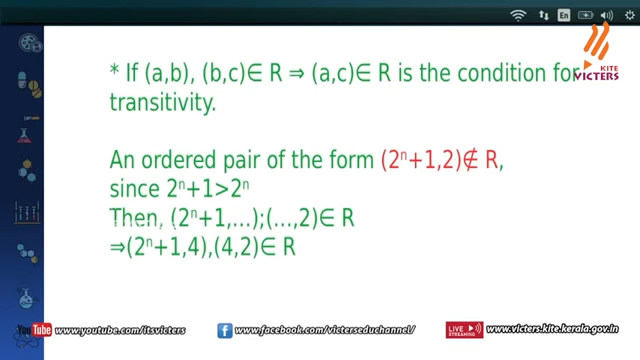 En
KITE
VICTERS
* If (a,b), (b,c)∈ R ⇒ (a,c)∈ R is the condition for
transitivity.
An ordered pair of the form (2ⁿ+1,2)∉ R,
since 2ⁿ+1>2ⁿ
Then, (2ⁿ+1,...);(...,2)∈ R
⇒(2ⁿ+1,4),(4,2)∈ R
YouTube www.youtube.com/itsvicters
f www.facebook.com/victerseduchannel/
LIVE STREAMING www.victers.kite.kerala.gov.in